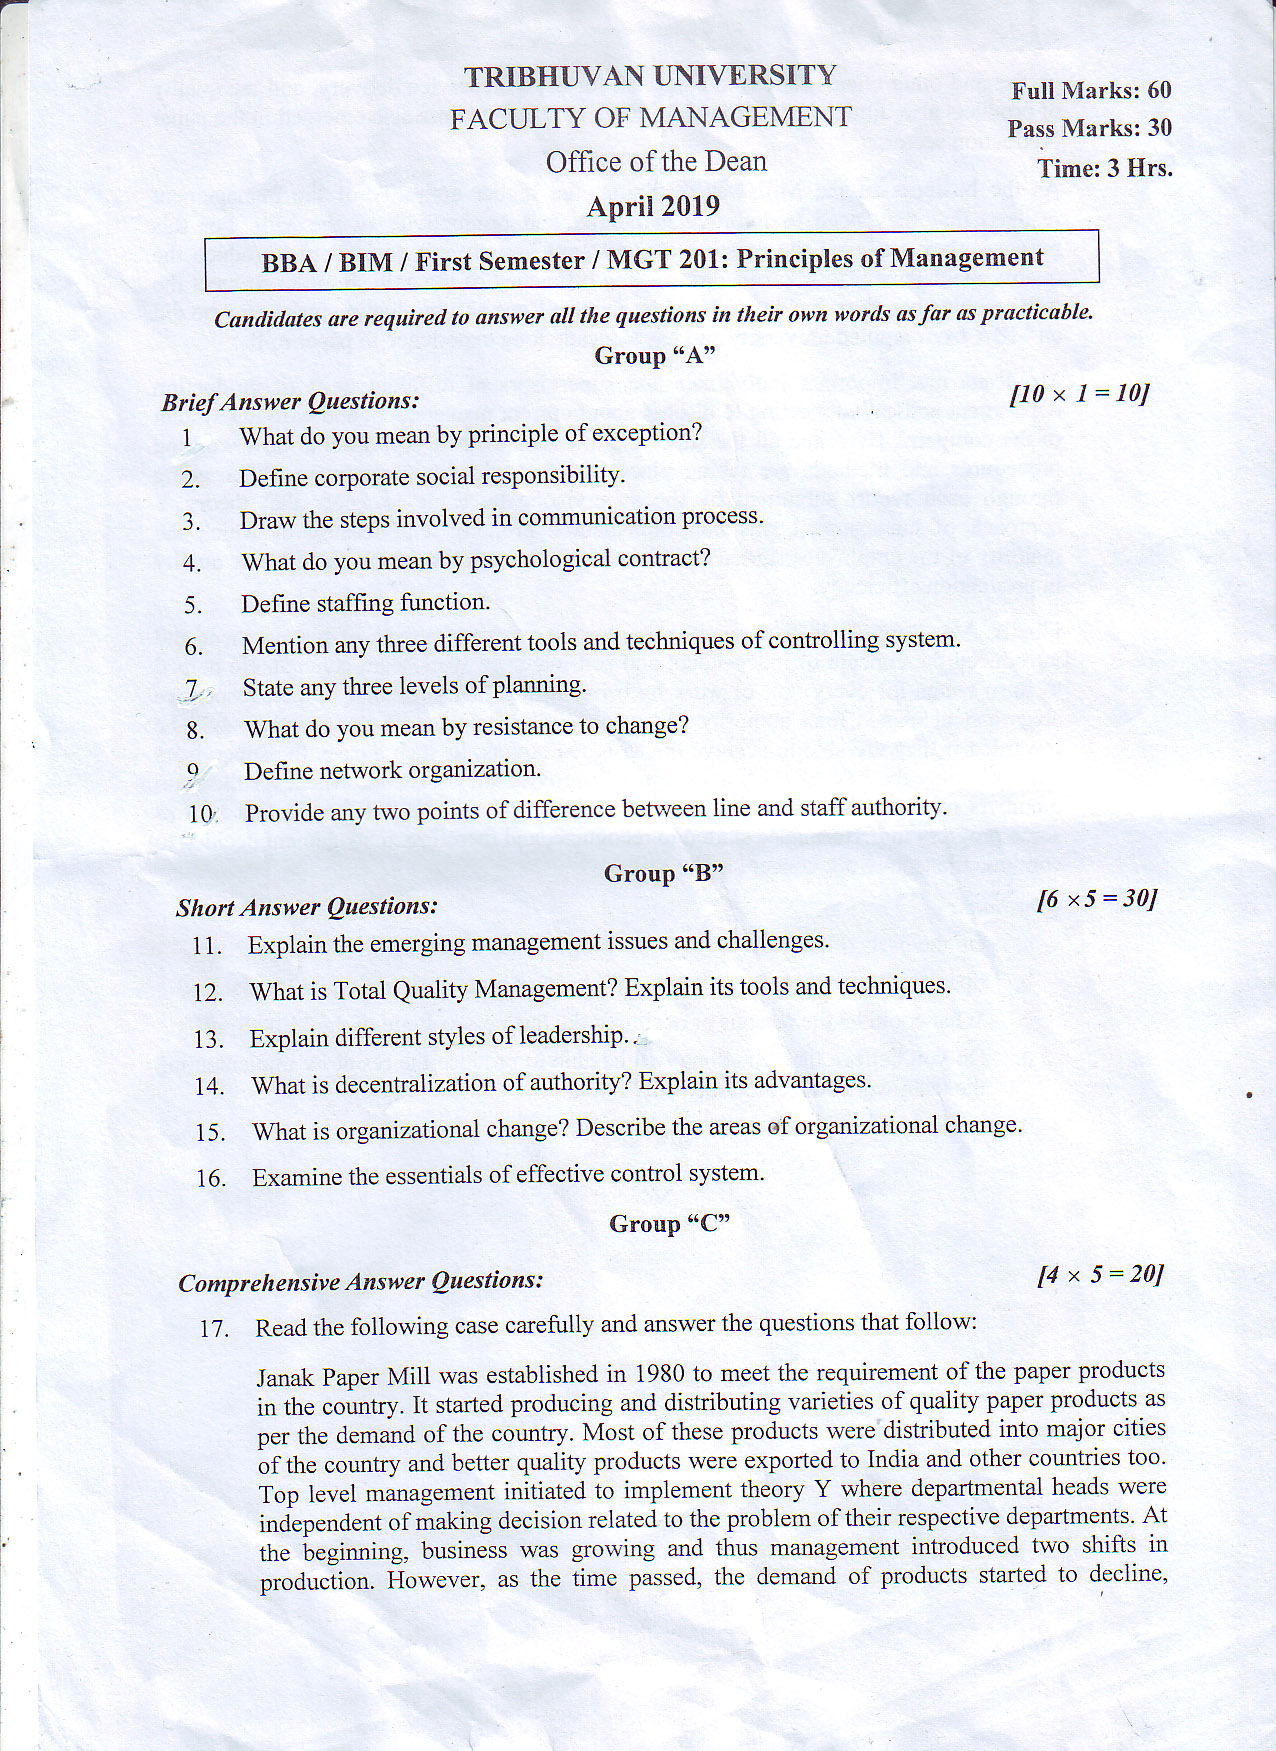 TRIBHUVAN UNIVERSITY
FACULTY OF MANAGEMENT
Office of the Dean
April 2019
Full Marks: 60
Pass Marks: 30
Time: 3 Hrs.
BBA / BIM / First Semester / MGT 201: Principles of Management
Candidates are required to answer all the questions in their own words as far as practicable.
Group “A”
Brief Answer Questions: [10 × 1 = 10]
1 What do you mean by principle of exception?
2. Define corporate social responsibility.
3. Draw the steps involved in communication process.
4. What do you mean by psychological contract?
5. Define staffing function.
6. Mention any three different tools and techniques of controlling system.
7. State any three levels of planning.
8. What do you mean by resistance to change?
9 Define network organization.
10. Provide any two points of difference between line and staff authority.
Group “B”
Short Answer Questions: [6 ×5 = 30]
11. Explain the emerging management issues and challenges.
12. What is Total Quality Management? Explain its tools and techniques.
13. Explain different styles of leadership.
14. What is decentralization of authority? Explain its advantages.
15. What is organizational change? Describe the areas of organizational change.
16. Examine the essentials of effective control system.
Group “C”
Comprehensive Answer Questions: [4 × 5 = 20]
17. Read the following case carefully and answer the questions that follow:
Janak Paper Mill was established in 1980 to meet the requirement of the paper products
in the country. It started producing and distributing varieties of quality paper products as
per the demand of the country. Most of these products were distributed into major cities
of the country and better quality products were exported to India and other countries too.
Top level management initiated to implement theory Y where departmental heads were
independent of making decision related to the problem of their respective departments. At
the beginning, business was growing and thus management introduced two shifts in
production. However, as the time passed, the demand of products started to decline,